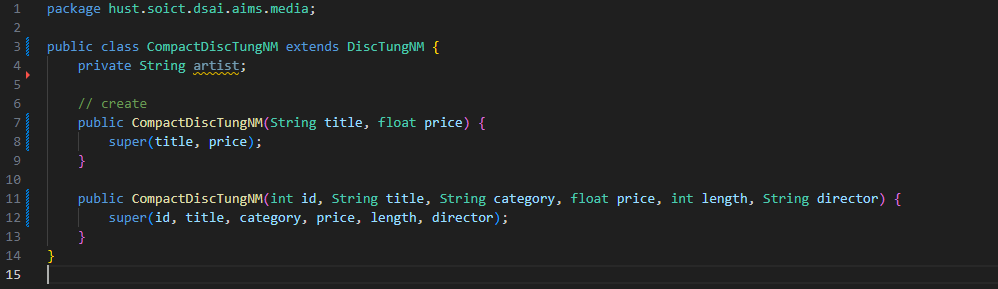 1 package hust.soict.dsai.aims.media;
2
3 public class CompactDiscTungNM extends DiscTungNM {
4     private String artist;
5
6     // create
7     public CompactDiscTungNM(String title, float price) {
8         super(title, price);
9     }
10
11     public CompactDiscTungNM(int id, String title, String category, float price, int length, String director) {
12         super(id, title, category, price, length, director);
13     }
14 }
15